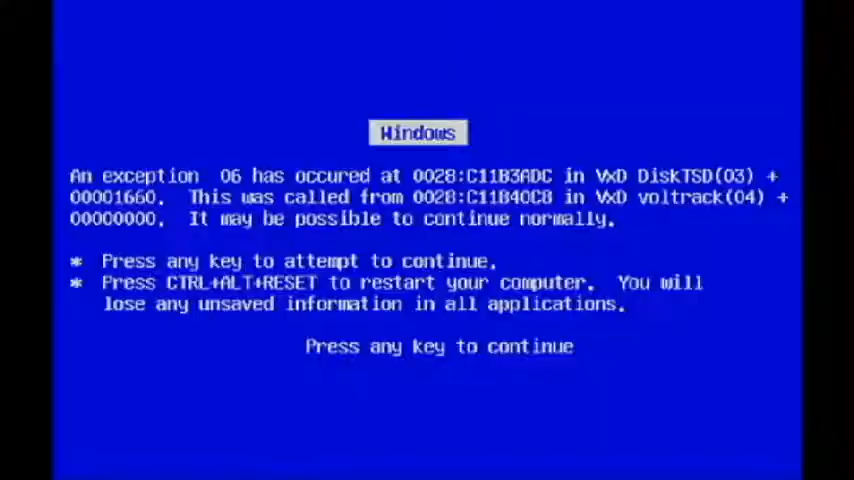 Windows
An exception 06 has occured at 0028:C11B3ADC in VxD DiskTSD(03) +
00001660. This was called from 0028:C11B40C8 in VxD voltrack(04) +
00000000. It may be possible to continue normally.
* Press any key to attempt to continue.
* Press CTRL+ALT+RESET to restart your computer. You will
lose any unsaved information in all applications.
Press any key to continue